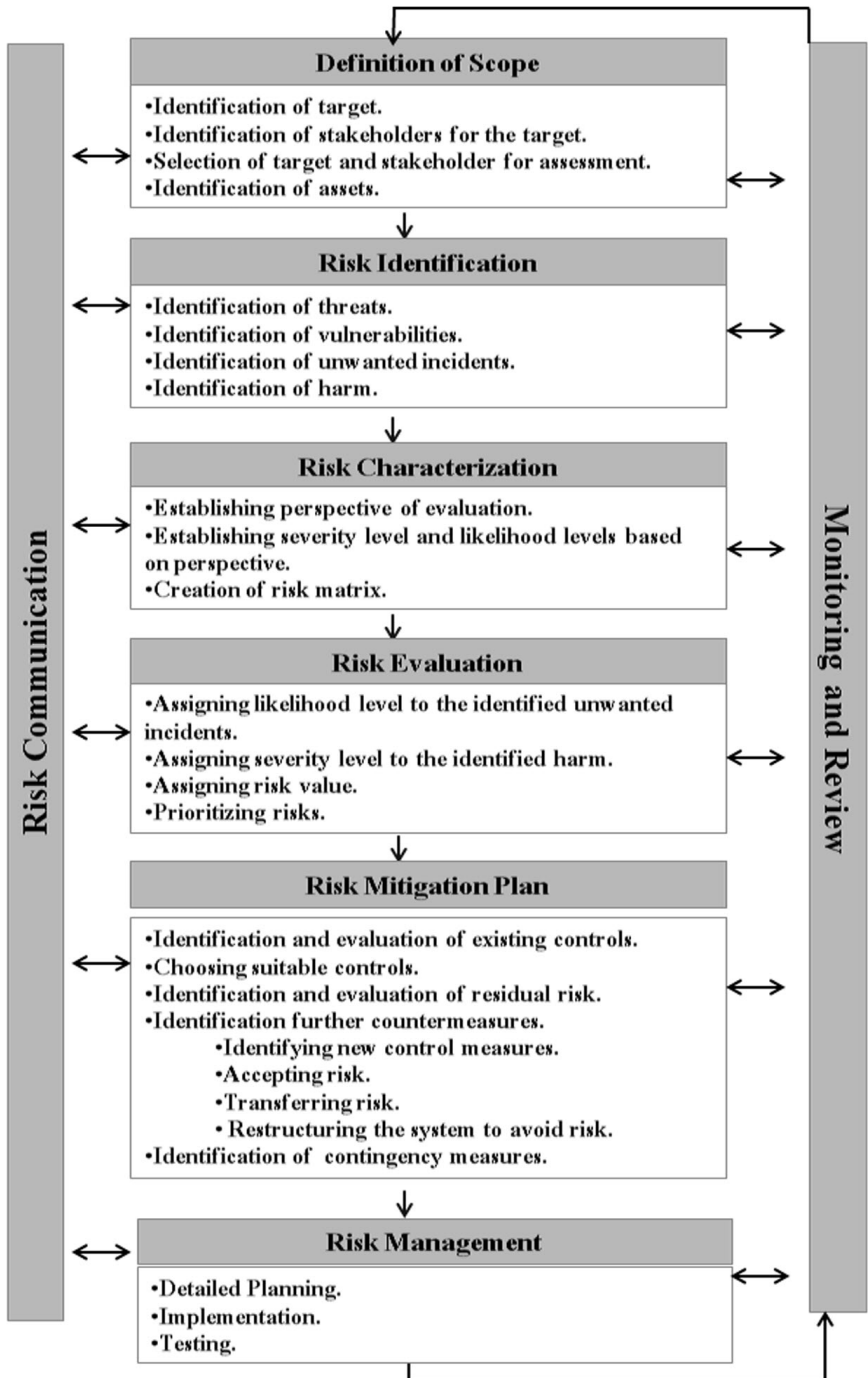 Definition of Scope
•Identification of target.
•Identification of stakeholders for the target.
•Selection of target and stakeholder for assessment.
•Identification of assets.
Risk Identification
•Identification of threats.
•Identification of vulnerabilities.
•Identification of unwanted incidents.
•Identification of harm.
Risk Characterization
•Establishing perspective of evaluation.
•Establishing severity level and likelihood levels based
on perspective.
•Creation of risk matrix.
Risk Evaluation
•Assigning likelihood level to the identified unwanted
incidents.
•Assigning severity level to the identified harm.
•Assigning risk value.
•Prioritizing risks.
Risk Mitigation Plan
•Identification and evaluation of existing controls.
•Choosing suitable controls.
•Identification and evaluation of residual risk.
•Identification further countermeasures.
•Identifying new control measures.
•Accepting risk.
•Transferring risk.
• Restructuring the system to avoid risk.
•Identification of contingency measures.
Risk Management
•Detailed Planning.
•Implementation.
•Testing.
Risk Communication
Monitoring and Review